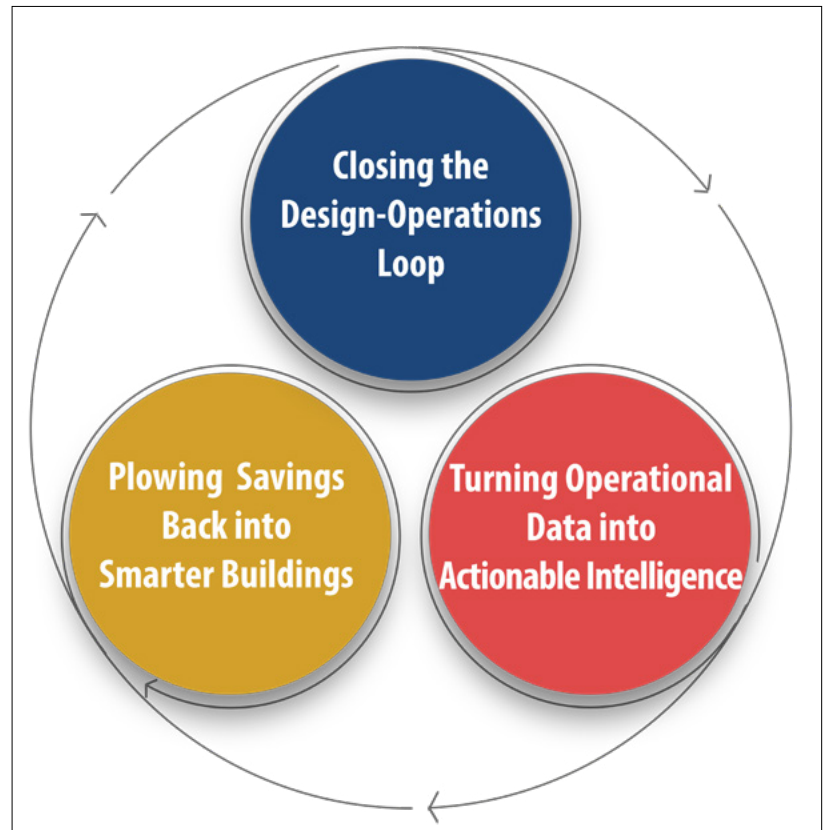 Closing the
Design-Operations
Loop
Plowing  Savings
Back into
Smarter Buildings
Turning Operational
Data into
Actionable Intelligence